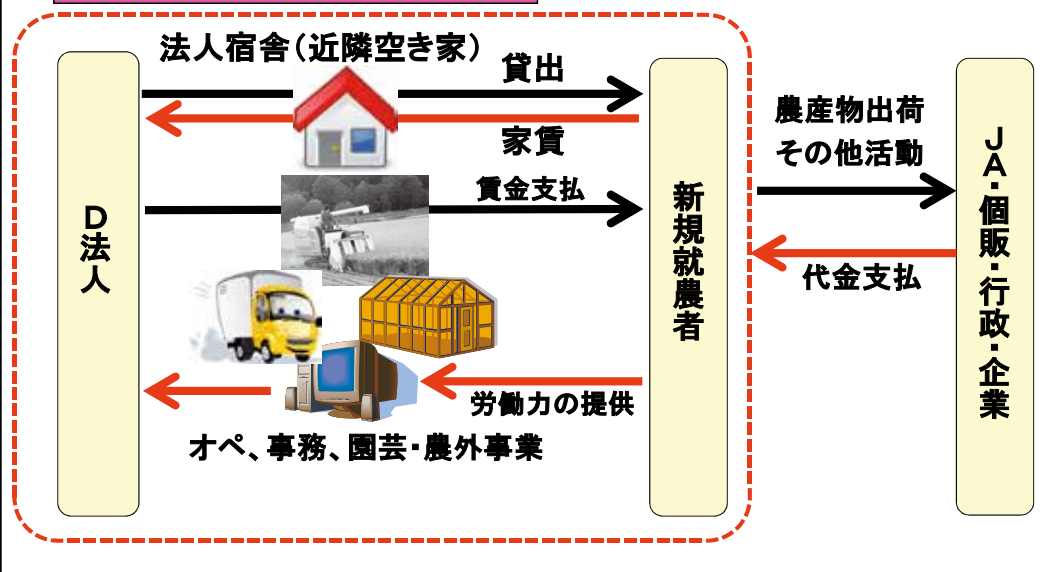 法人宿舎（近隣空き家）
貸出
家賃
賃金支払
D法人
新規就農者
農産物出荷
その他活動
代金支払
JA・個販・行政・企業
労働力の提供
オペ、事務、園芸・農外事業